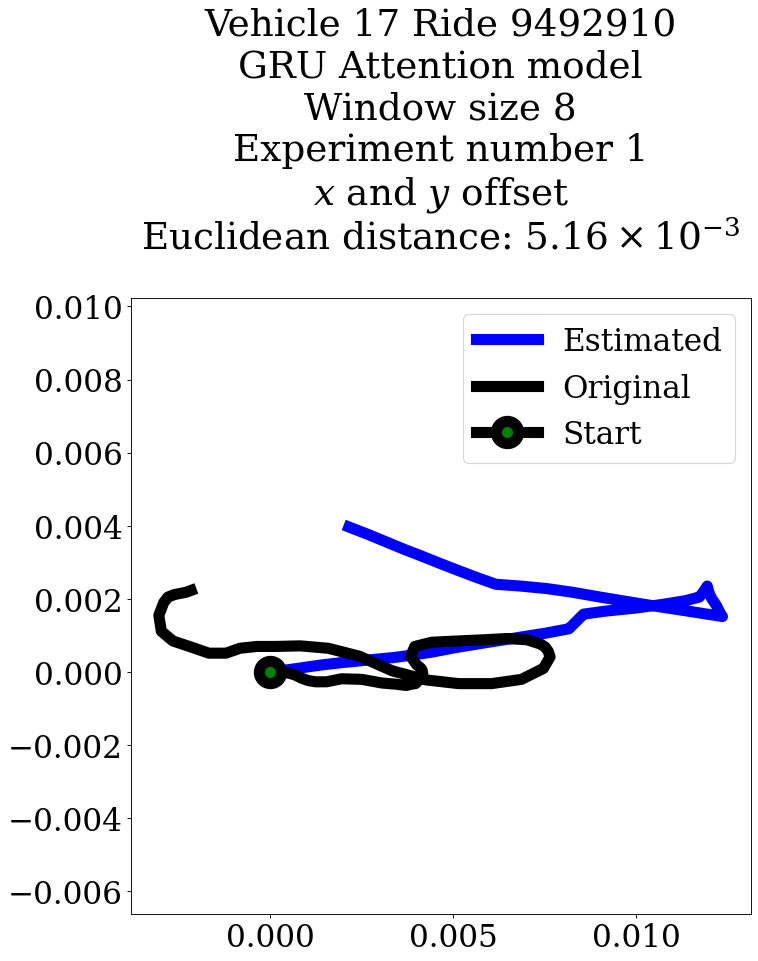 Vehicle 17 Ride 9492910
GRU Attention model
Window size 8
Experiment number 1
x and y offset
Euclidean distance: 5.16 × 10⁻³
Estimated
Original
Start
0.010
0.008
0.006
0.004
0.002
0.000
−0.002
−0.004
−0.006
0.000 0.005 0.010